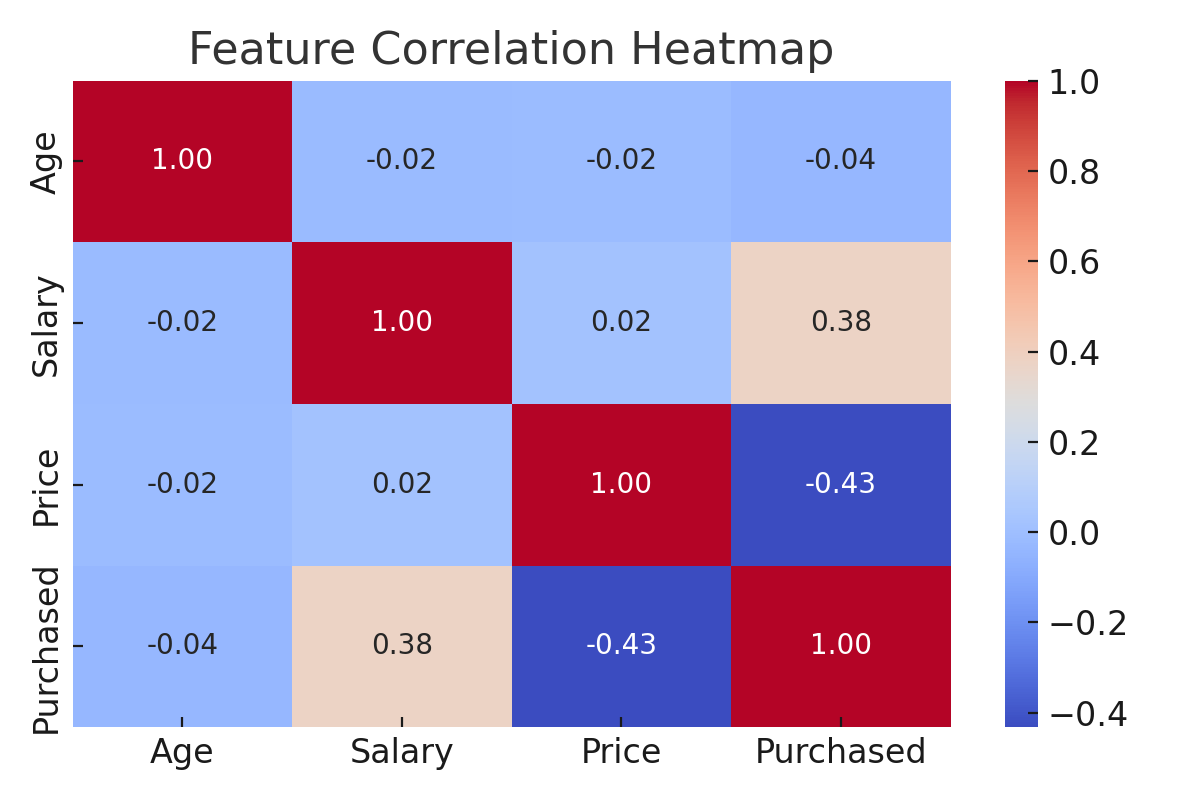 Feature Correlation Heatmap
Age 1.00 -0.02 -0.02 -0.04
Salary -0.02 1.00 0.02 0.38
Price -0.02 0.02 1.00 -0.43
Purchased -0.04 0.38 -0.43 1.00
Age Salary Price Purchased
1.0
0.8
0.6
0.4
0.2
0.0
−0.2
−0.4